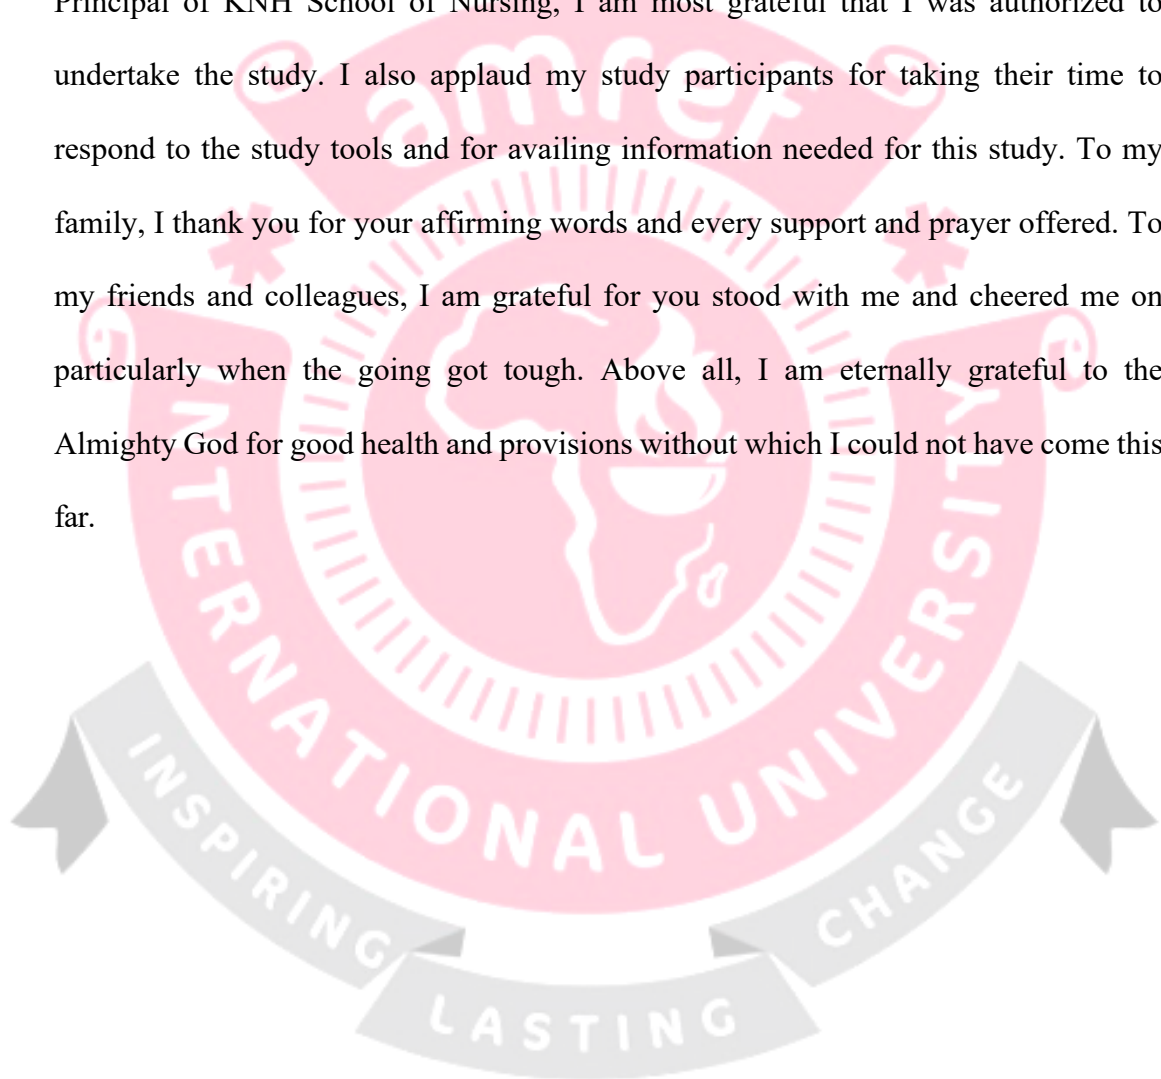 Principal of KNH School of Nursing, I am most grateful that I was authorized to
undertake the study. I also applaud my study participants for taking their time to
respond to the study tools and for availing information needed for this study. To my
family, I thank you for your affirming words and every support and prayer offered. To
my friends and colleagues, I am grateful for you stood with me and cheered me on
particularly when the going got tough. Above all, I am eternally grateful to the
Almighty God for good health and provisions without which I could not have come this
far.
amref
INTERNATIONAL UNIVERSITY
INSPIRING
LASTING
CHANGE